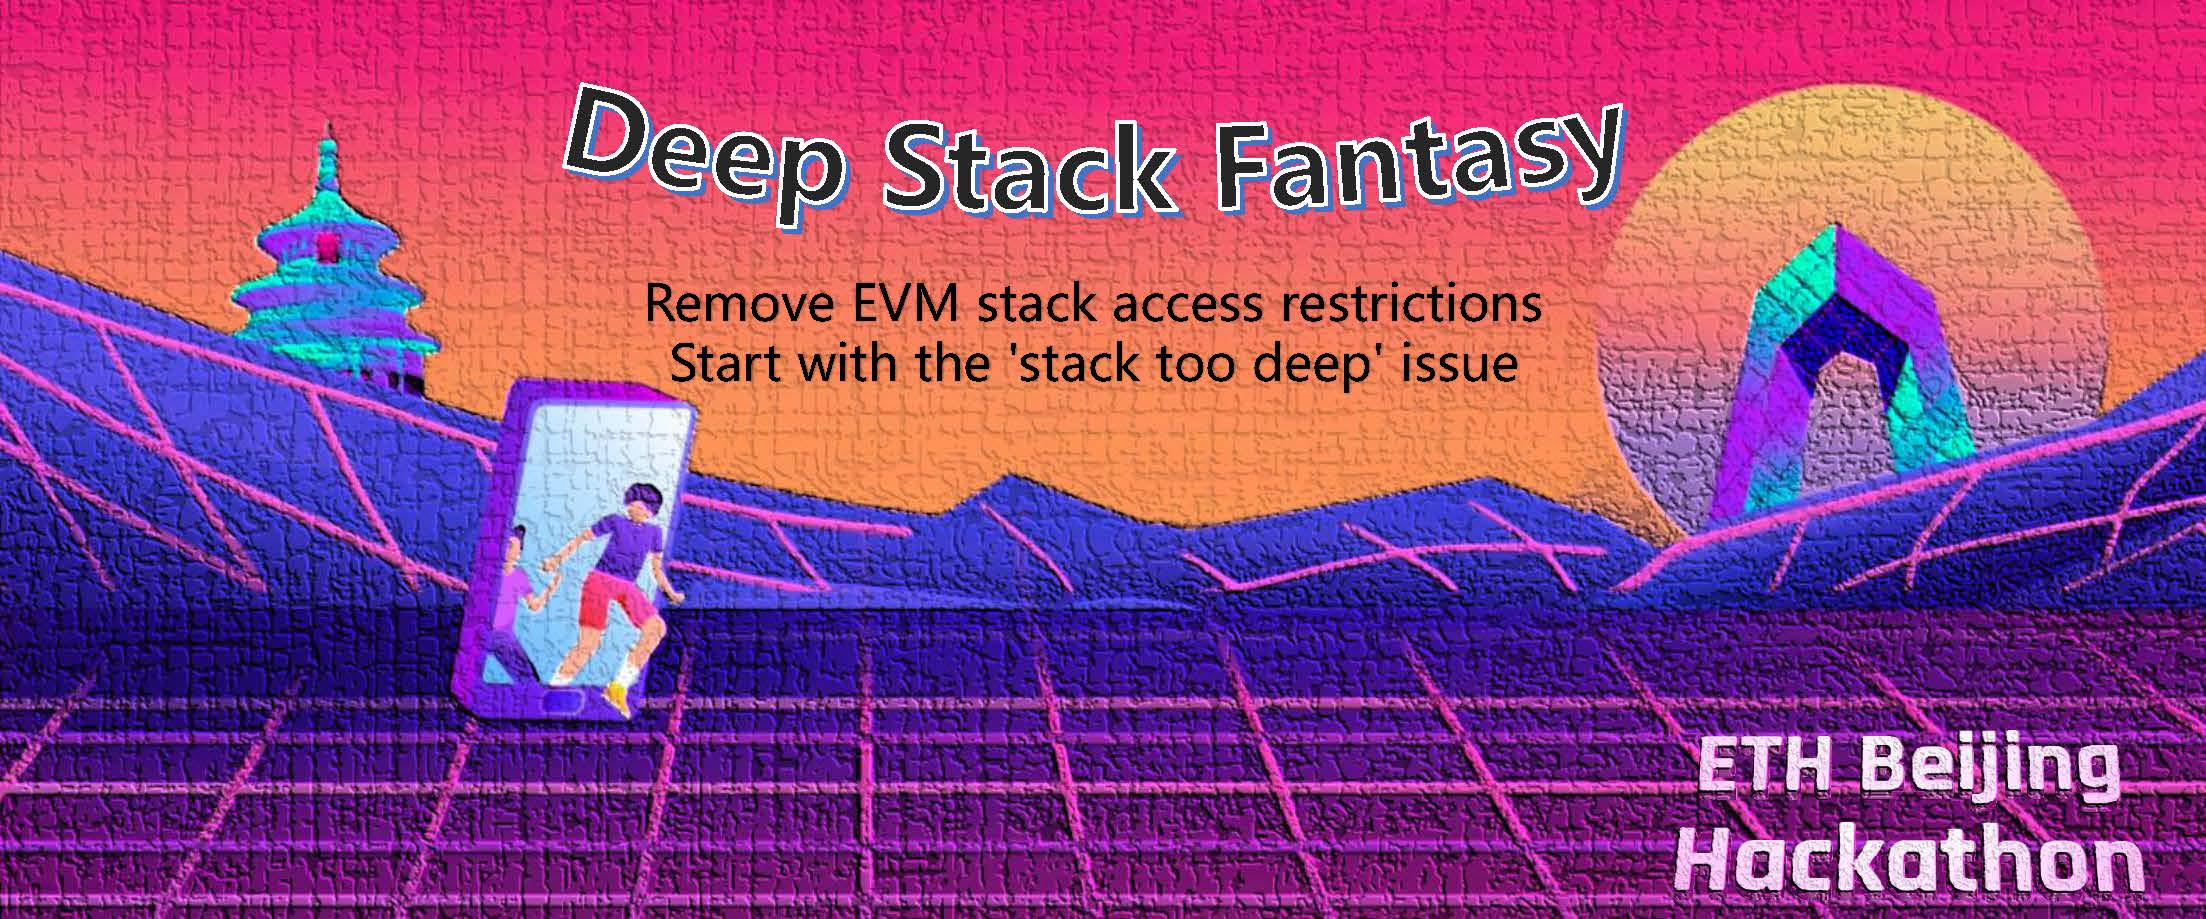 Deep Stack Fantasy
Remove EVM stack access restrictions
Start with the 'stack too deep' issue
ETH Beijing
Hackathon